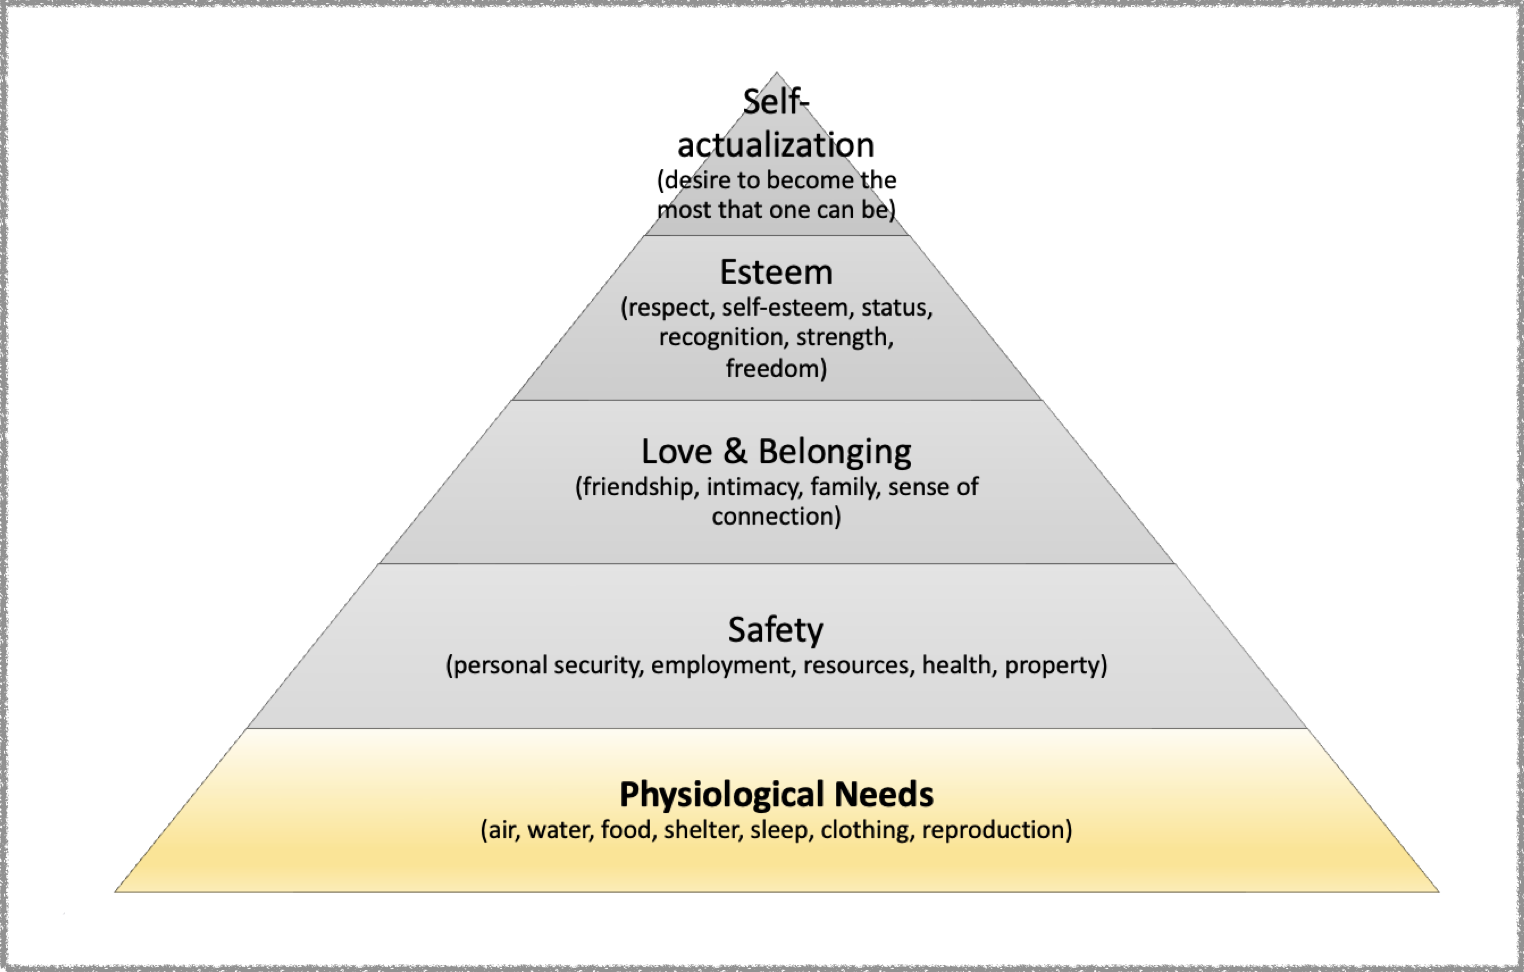 Self-
actualization
(desire to become the
most that one can be)
Esteem
(respect, self-esteem, status,
recognition, strength,
freedom)
Love & Belonging
(friendship, intimacy, family, sense of
connection)
Safety
(personal security, employment, resources, health, property)
Physiological Needs
(air, water, food, shelter, sleep, clothing, reproduction)